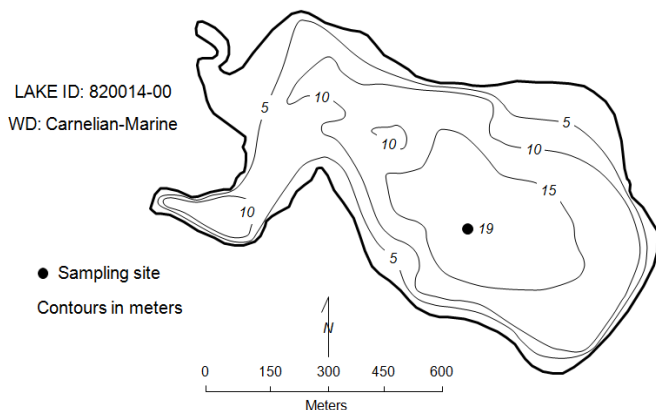 LAKE ID: 820014-00
WD: Carnelian-Marine
5
10
5
10
10
15
10
19
5
● Sampling site
Contours in meters
N
0 150 300 450 600
Meters